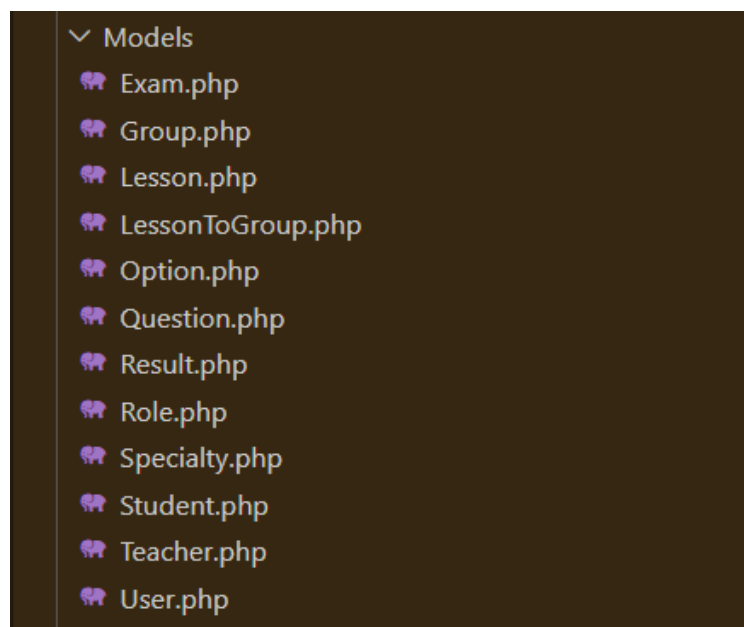 Models
Exam.php
Group.php
Lesson.php
LessonToGroup.php
Option.php
Question.php
Result.php
Role.php
Specialty.php
Student.php
Teacher.php
User.php